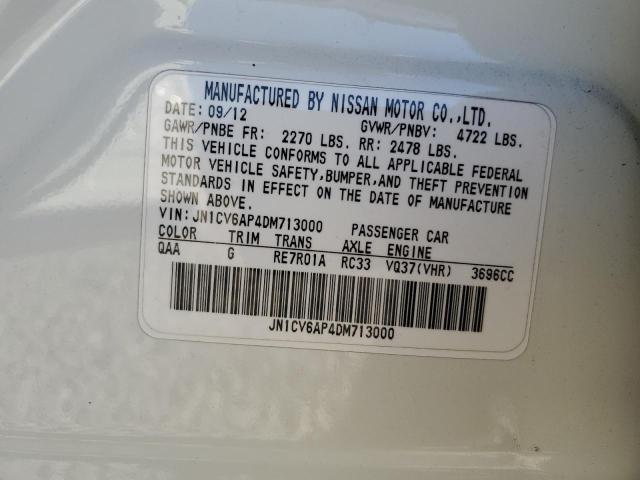 MANUFACTURED BY NISSAN MOTOR CO.,LTD.
DATE: 09/12 GVWR/PNBV: 4722 LBS.
GAWR/PNBE FR: 2270 LBS. RR: 2478 LBS.
THIS VEHICLE CONFORMS TO ALL APPLICABLE FEDERAL
MOTOR VEHICLE SAFETY,BUMPER,AND THEFT PREVENTION
STANDARDS IN EFFECT ON THE DATE OF MANUFACTURE
SHOWN ABOVE.
VIN: JN1CV6AP4DM713000 PASSENGER CAR
COLOR TRIM TRANS AXLE ENGINE
QAA G RE7R01A RC33 VQ37(VHR) 3696CC
JN1CV6AP4DM713000